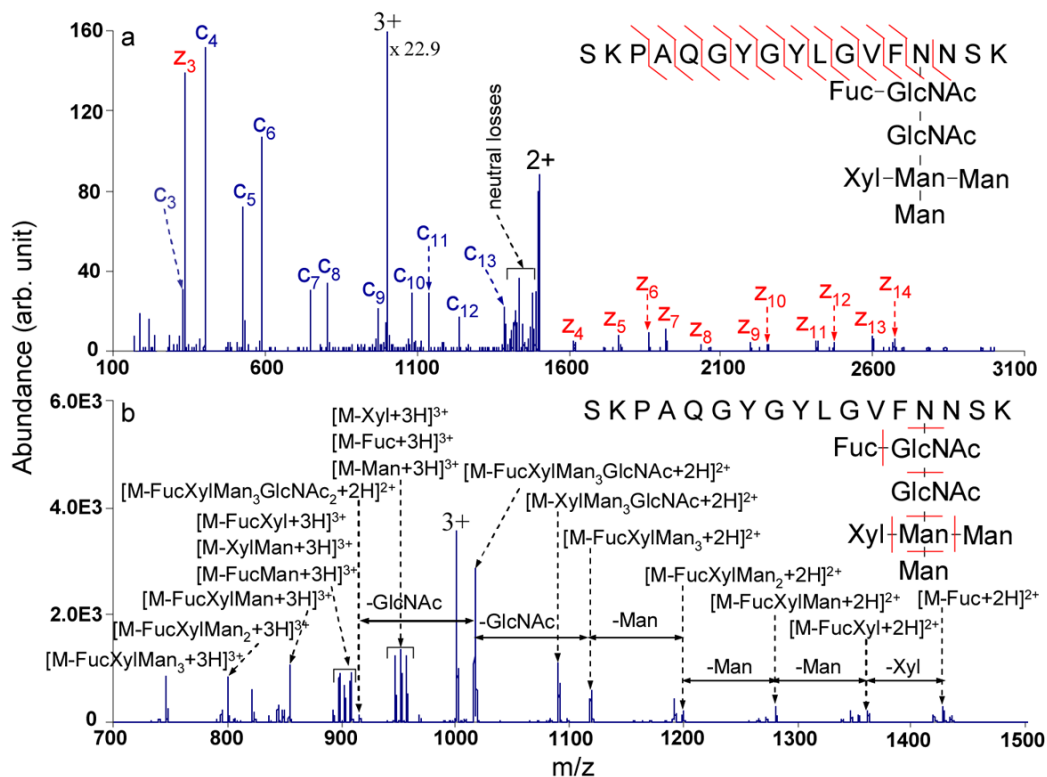 a
3+
x 22.9
z3
c4
c6
c5
c3
c7
c8
c9
c10
c11
c12
c13
neutral losses
2+
z4
z5
z6
z7
z8
z9
z10
z11
z12
z13
z14
S K P A Q G Y G Y L G V F N N S K
Fuc-GlcNAc
GlcNAc
Xyl-Man-Man
Man
160
120
80
40
0
100
600
1100
1600
2100
2600
3100
Abundance (arb. unit)
b
6.0E3
4.0E3
2.0E3
0
[M-Xyl+3H]3+
[M-Fuc+3H]3+
[M-Man+3H]3+
[M-FucXylMan3GlcNAc2+2H]2+
[M-FucXyl+3H]3+
[M-XylMan+3H]3+
[M-FucMan+3H]3+
[M-FucXylMan+3H]3+
[M-FucXylMan2+3H]3+
[M-FucXylMan3+3H]3+
3+
[M-FucXylMan3GlcNAc+2H]2+
[M-XylMan3GlcNAc+2H]2+
[M-FucXylMan3+2H]2+
[M-FucXylMan2+2H]2+
[M-FucXylMan+2H]2+
[M-FucXyl+2H]2+
[M-Fuc+2H]2+
-GlcNAc
-GlcNAc
-Man
-Man
-Man
-Xyl
S K P A Q G Y G Y L G V F N N S K
Fuc GlcNAc
GlcNAc
Xyl Man Man
Man
700
800
900
1000
1100
1200
1300
1400
1500
m/z